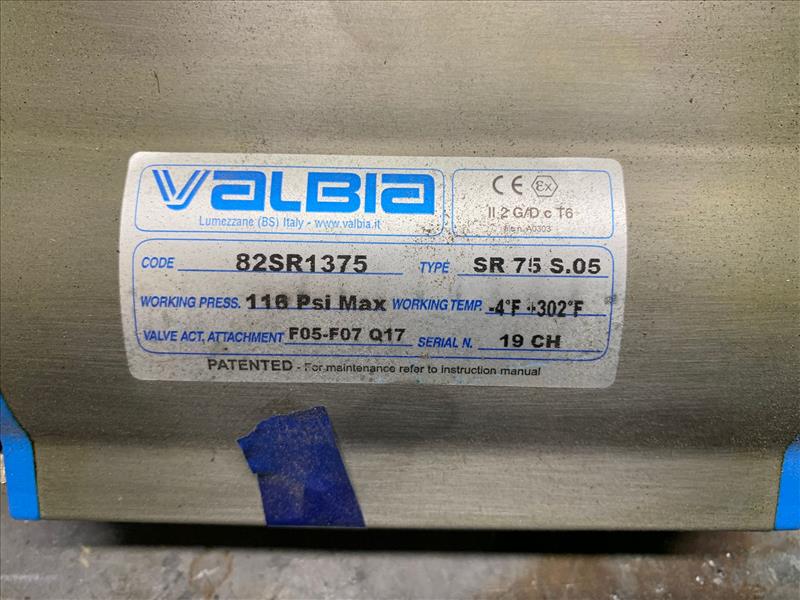 VALBIA
Lumezzane (BS) Italy - www.valbia.it
CE Ex
II 2 G/D c T6
file n. A0303
CODE 82SR1375 TYPE SR 75 S.05
WORKING PRESS. 116 Psi Max WORKING TEMP. -4°F +302°F
VALVE ACT. ATTACHMENT F05-F07 Q17 SERIAL N. 19 CH
PATENTED - For maintenance refer to instruction manual